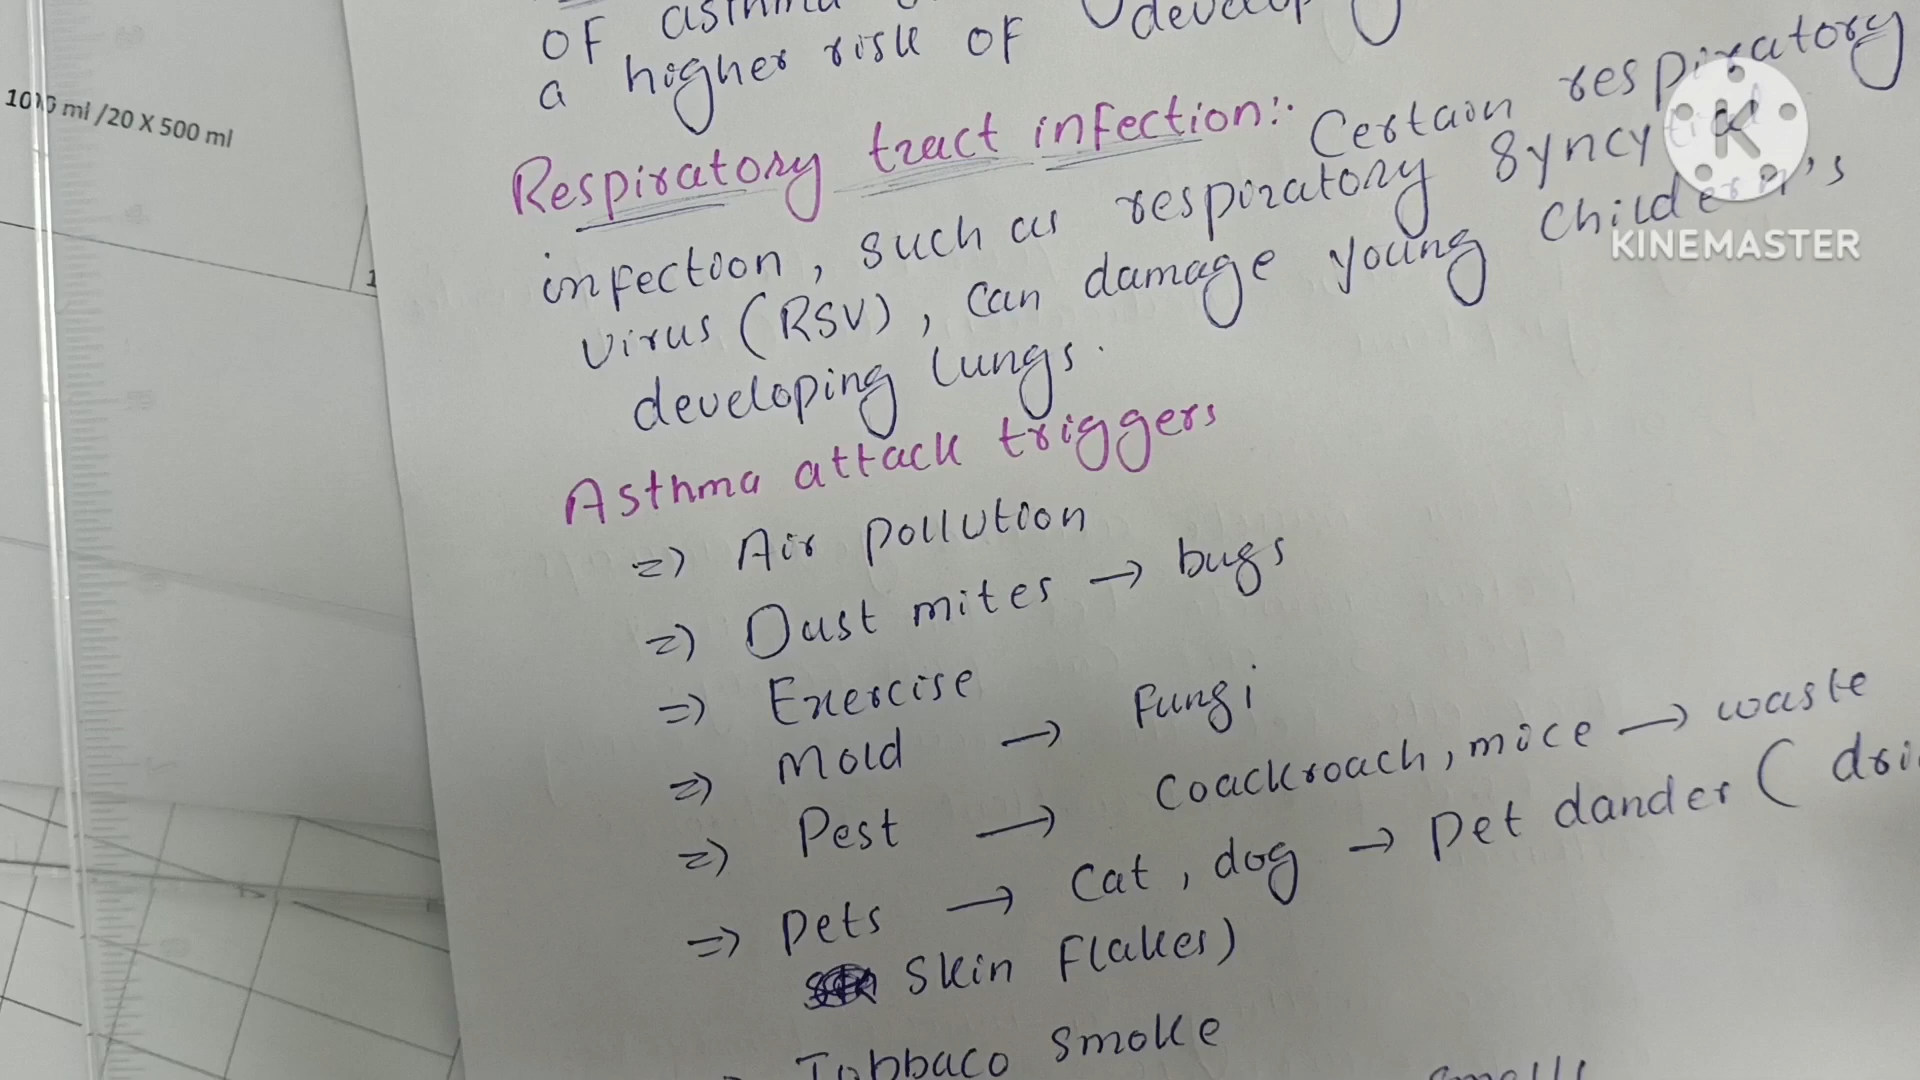 of asthma
a higher risk of develop
1000 ml /20 X 500 ml
Respiratory tract infection:- Certain respiratory
infection, such as respiratory syncytial
virus (RSV), can damage young childern's
developing lungs.
Asthma attack triggers
=> Air pollution
=> Dust mites → bugs
=> Exercise
=> Mold → Fungi
=> Pest → Coackroach, mice → waste
=> Pets → Cat, dog → Pet dander (
Skin Flakes)
Tobbaco smoke
KINEMASTER